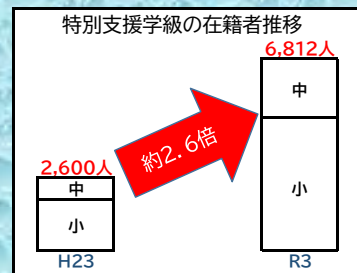 特別支援学級の在籍者推移
6,812人
中
2,600人
約2.6倍
中
小
小
H23
R3